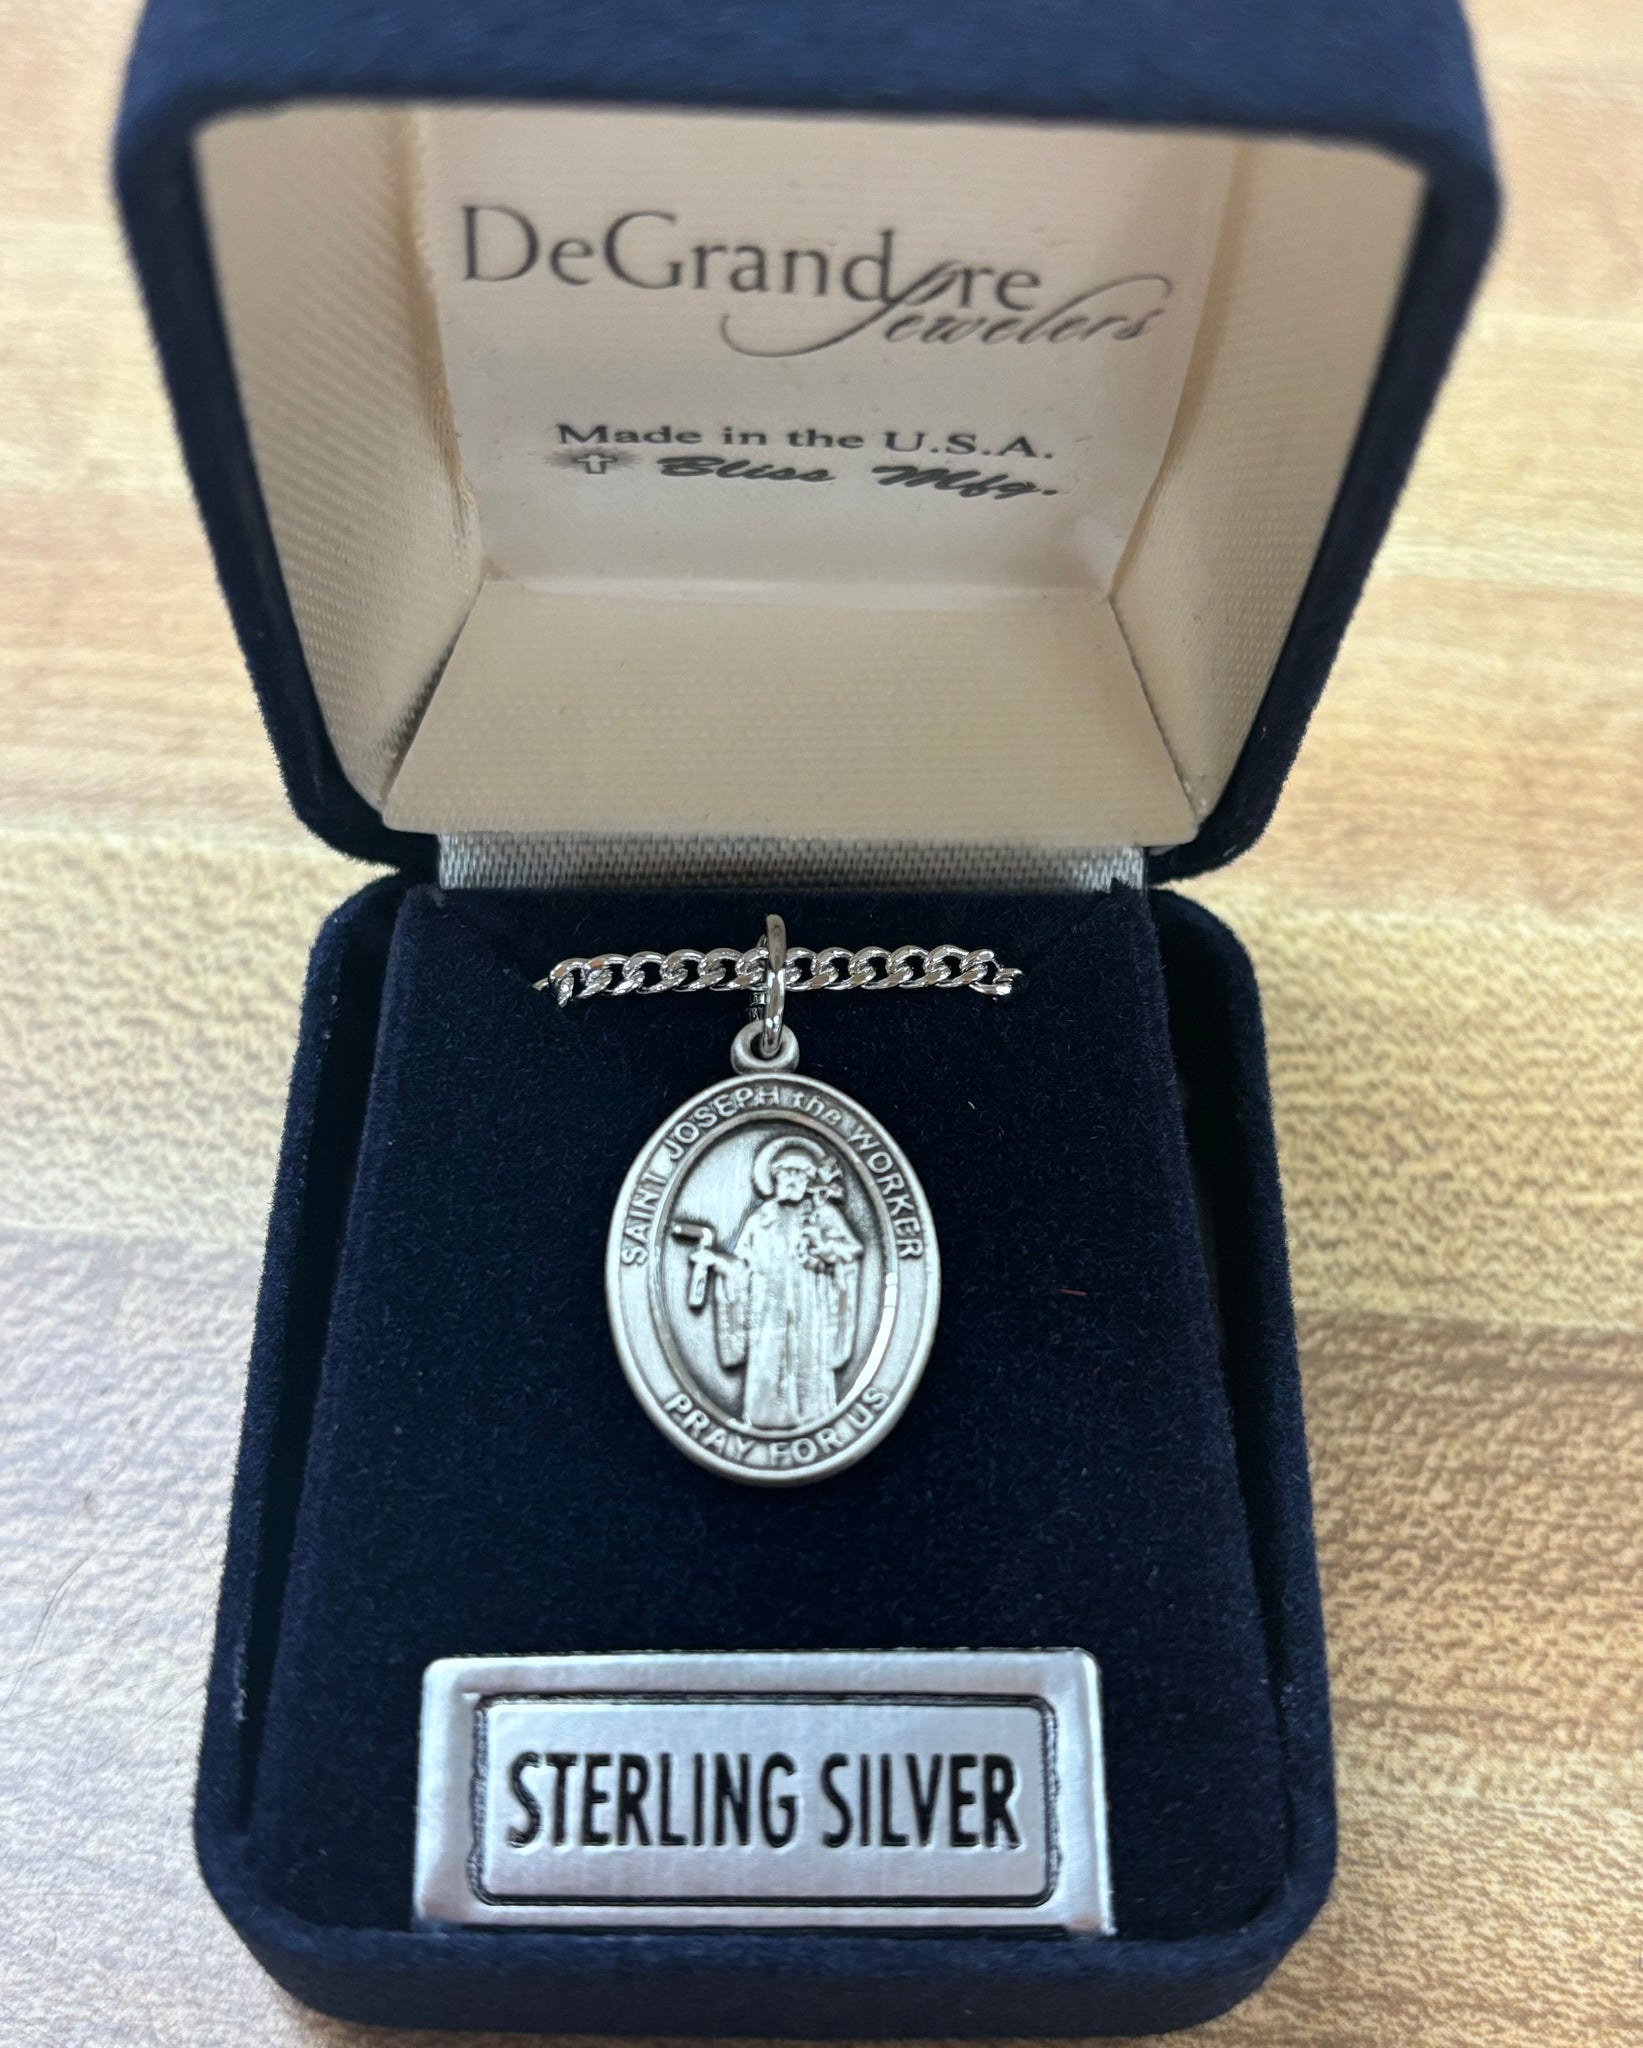 DeGrandpre
Jewelers
Made in the U.S.A.
Bliss Mfg.
SAINT JOSEPH the WORKER
PRAY FOR US
STERLING SILVER